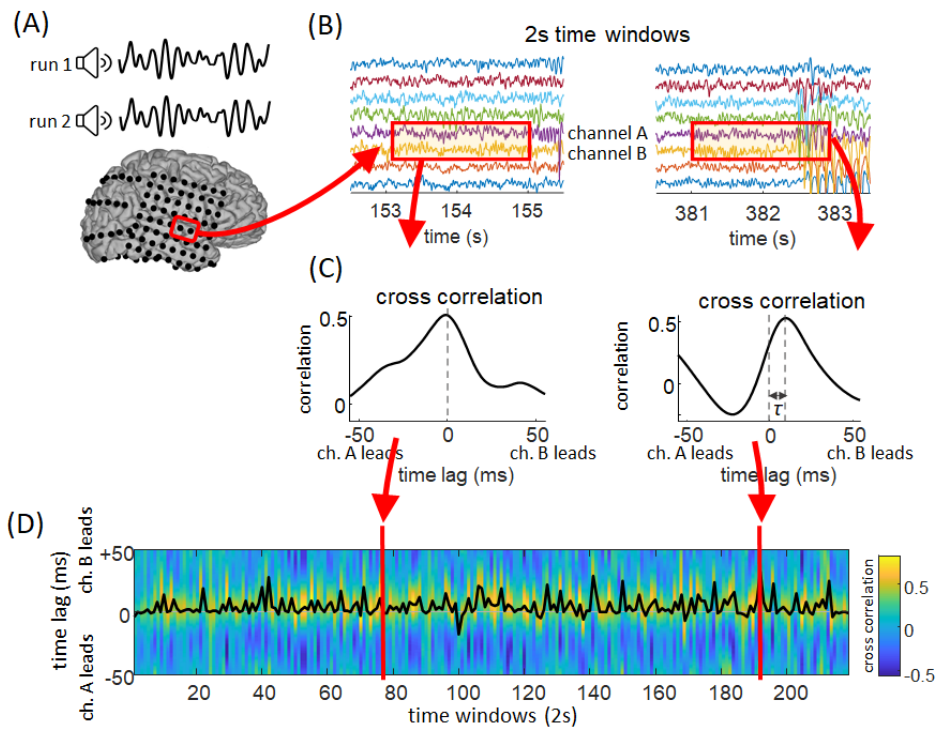 (A)
run 1
run 2
(B)
2s time windows
channel A
channel B
153 154 155
time (s)
381 382 383
time (s)
(C)
cross correlation
correlation
0.5
0
-50 0 50
ch. A leads
ch. B leads
time lag (ms)
cross correlation
correlation
0.5
0
τ
-50 0 50
ch. A leads
ch. B leads
time lag (ms)
(D)
time lag (ms)
ch. B leads
ch. A leads
+50
0
-50
20 40 60 80 100 120 140 160 180 200
time windows (2s)
cross correlation
0.5
0
-0.5